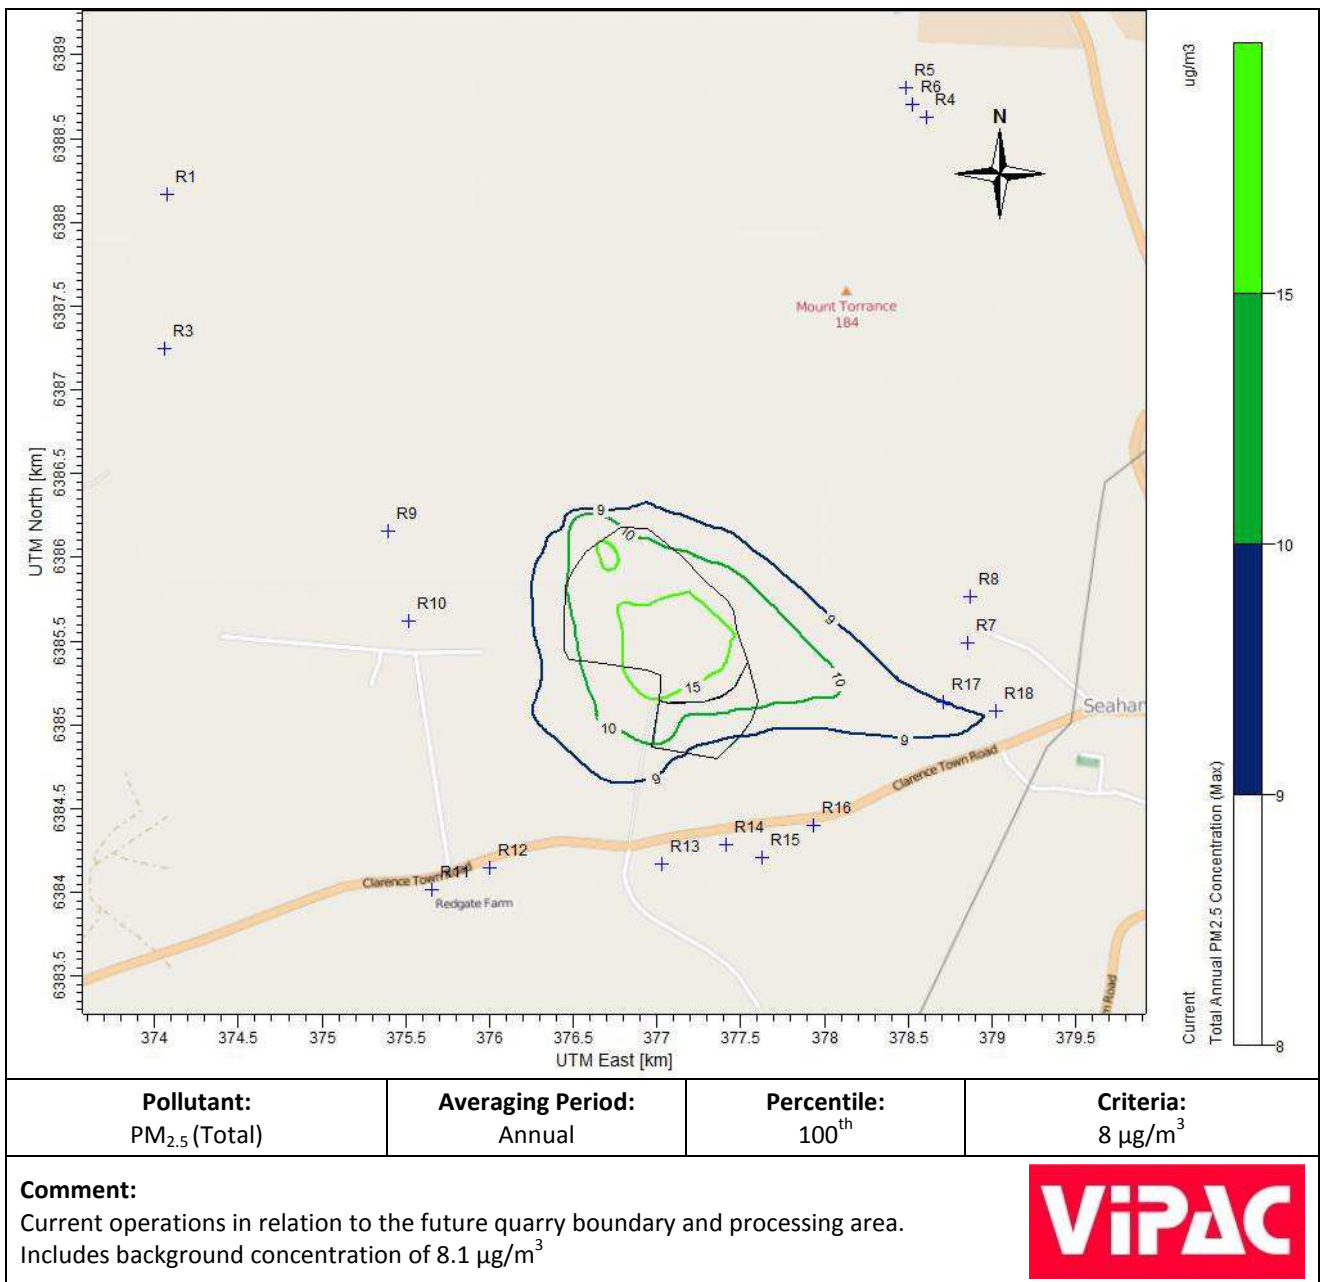 6389
6388.5
6388
6387.5
6387
6386.5
6386
6385.5
6385
6384.5
6384
6383.5
UTM North [km]
R5
R6
R4
N
R1
Mount Torrance
184
R3
R9
9
10
R10
R8
9
R7
10
15
R17
R18
Seahar
10
9
9
Clarence Town Road
R16
R14
R13
R15
R12
R11
Clarence Town
Redgate Farm
n Road
374
374.5
375
375.5
376
376.5
377
377.5
378
378.5
379
379.5
UTM East [km]
ug/m3
15
10
9
8
Current
Total Annual PM2.5 Concentration (Max)
Pollutant:
PM2.5 (Total)
Averaging Period:
Annual
Percentile:
100th
Criteria:
8 µg/m3
Comment:
Current operations in relation to the future quarry boundary and processing area.
Includes background concentration of 8.1 µg/m3
ViPAC